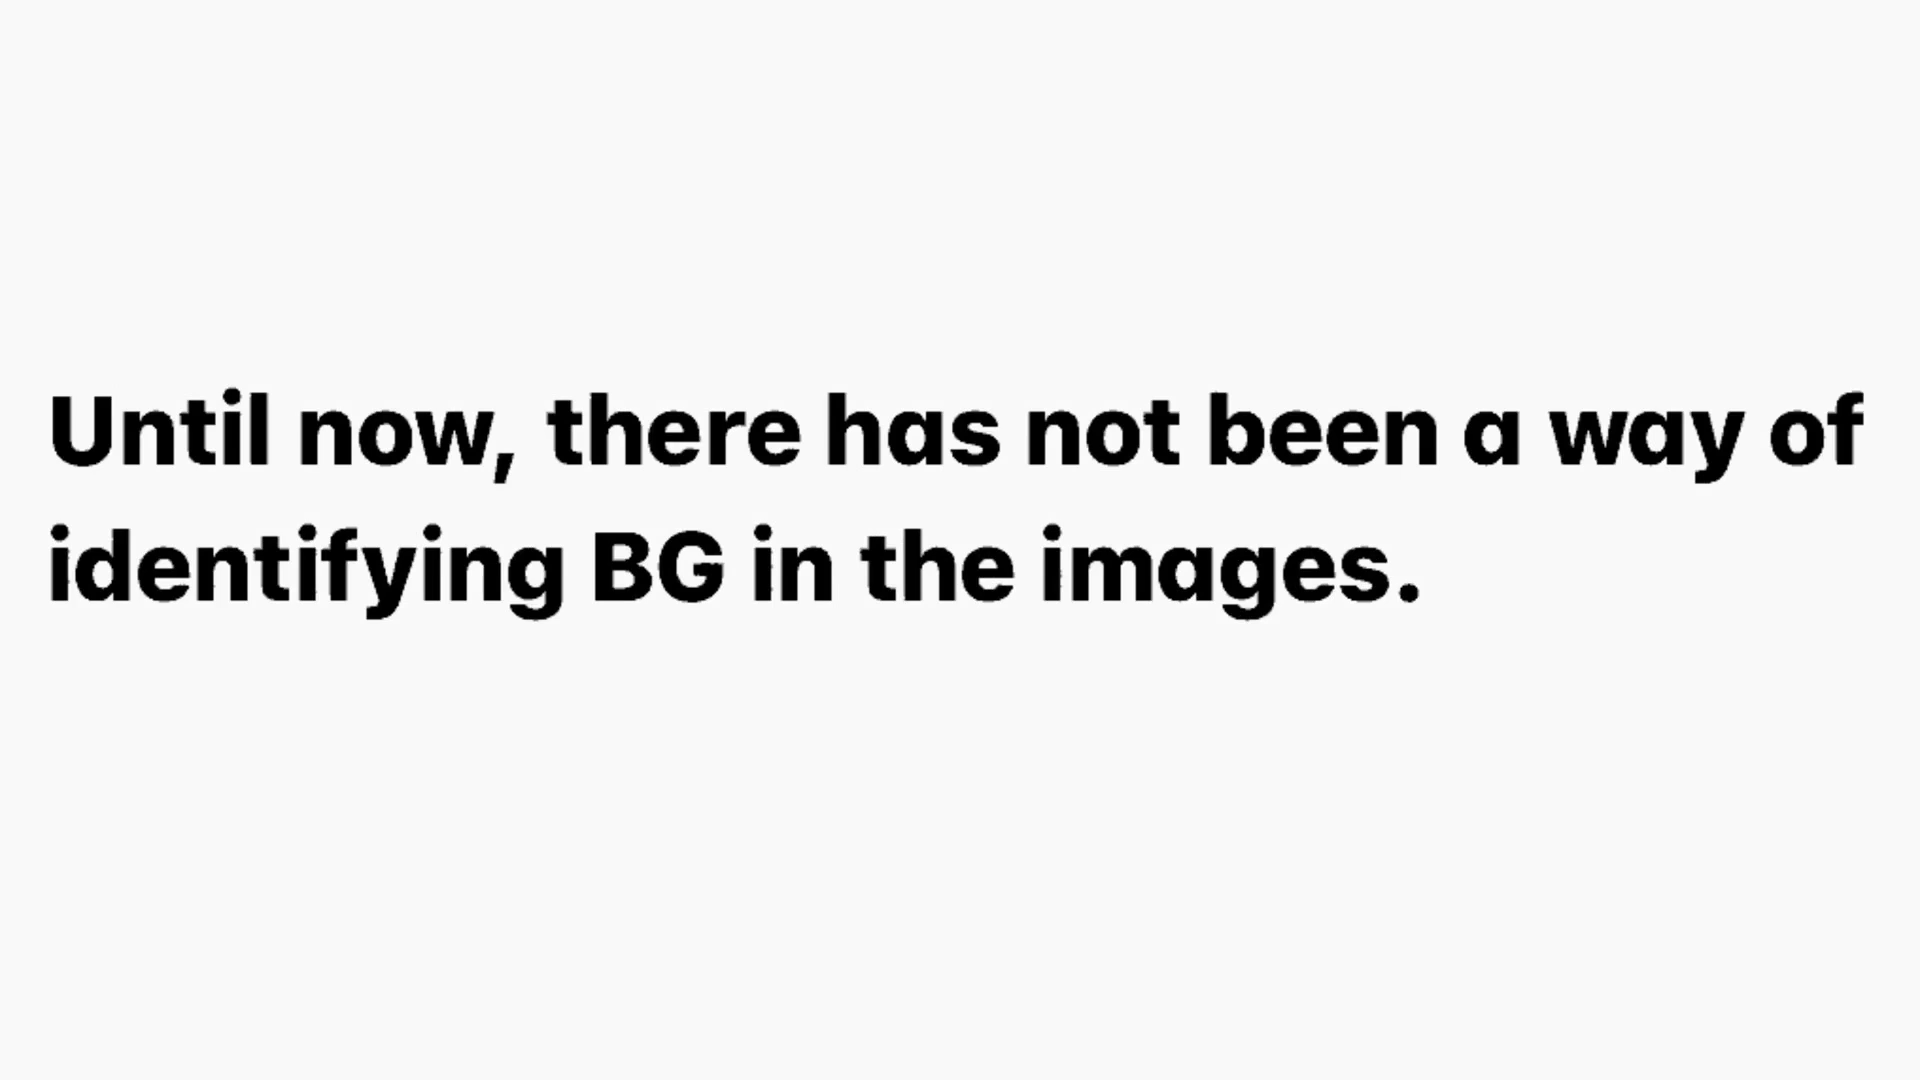 Until now, there has not been a way of
identifying BG in the images.